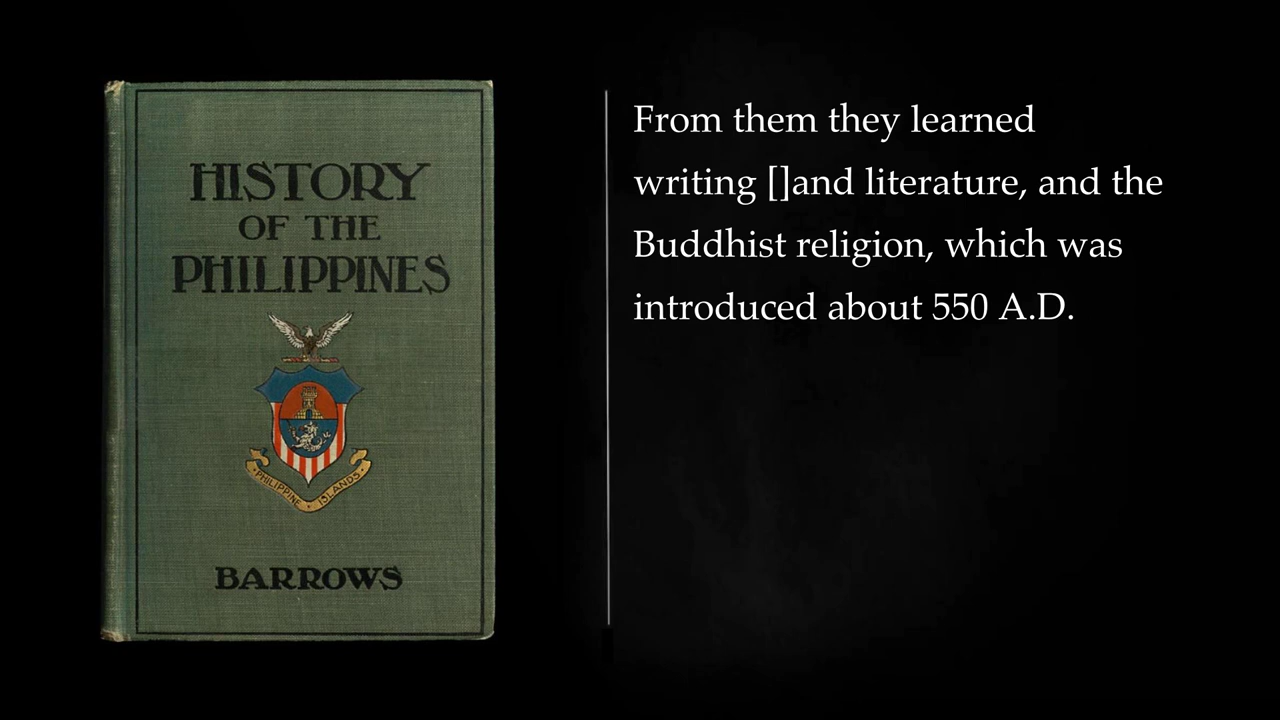 HISTORY
OF THE
PHILIPPINES
PHILIPPINE ISLANDS
BARROWS
From them they learned
writing []and literature, and the
Buddhist religion, which was
introduced about 550 A.D.